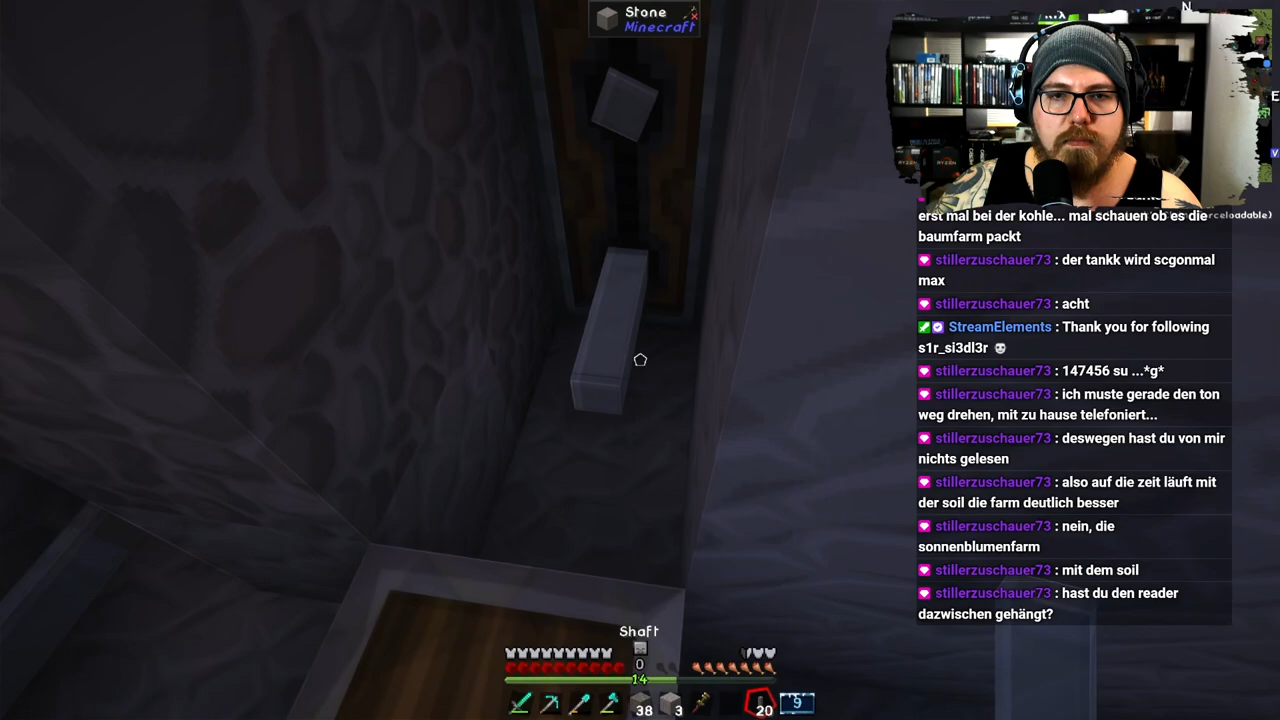 Stone
Minecraft
N
E
V
erst mal bei der kohle... mal schauen ob es die
rceloadable)
baumfarm packt
stillerzuschauer73 : der tankk wird scgonmal
max
stillerzuschauer73 : acht
StreamElements : Thank you for following
s1r_si3dl3r
stillerzuschauer73 : 147456 su ...*g*
stillerzuschauer73 : ich muste gerade den ton
weg drehen, mit zu hause telefoniert...
stillerzuschauer73 : deswegen hast du von mir
nichts gelesen
stillerzuschauer73 : also auf die zeit läuft mit
der soil die farm deutlich besser
stillerzuschauer73 : nein, die
sonnenblumenfarm
stillerzuschauer73 : mit dem soil
stillerzuschauer73 : hast du den reader
dazwischen gehängt?
Shaft
0
14
38
3
20
9